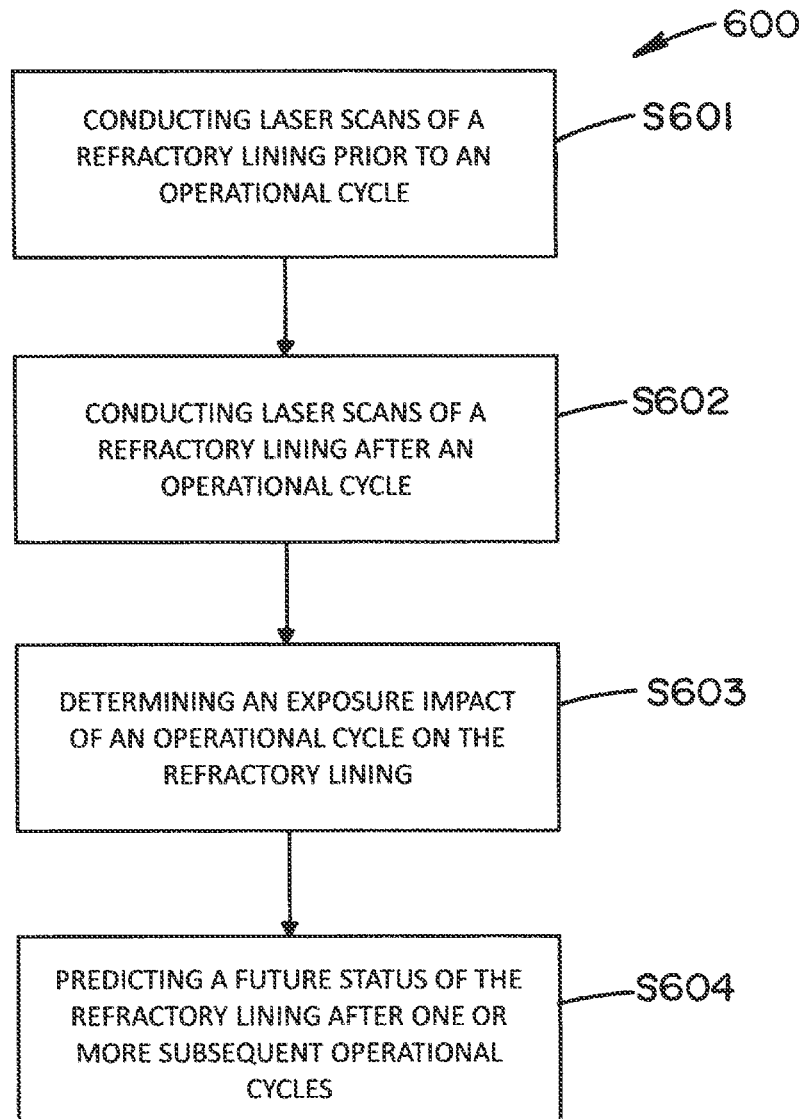 600
CONDUCTING LASER SCANS OF A
REFRACTORY LINING PRIOR TO AN
OPERATIONAL CYCLE
S601
CONDUCTING LASER SCANS OF A
REFRACTORY LINING AFTER AN
OPERATIONAL CYCLE
S602
DETERMINING AN EXPOSURE IMPACT
OF AN OPERATIONAL CYCLE ON THE
REFRACTORY LINING
S603
PREDICTING A FUTURE STATUS OF THE
REFRACTORY LINING AFTER ONE OR
MORE SUBSEQUENT OPERATIONAL
CYCLES
S604